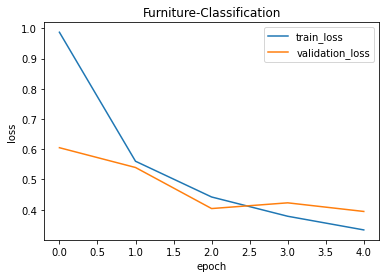 Furniture-Classification
train_loss
validation_loss
1.0
0.9
0.8
0.7
0.6
0.5
0.4
loss
0.0 0.5 1.0 1.5 2.0 2.5 3.0 3.5 4.0
epoch